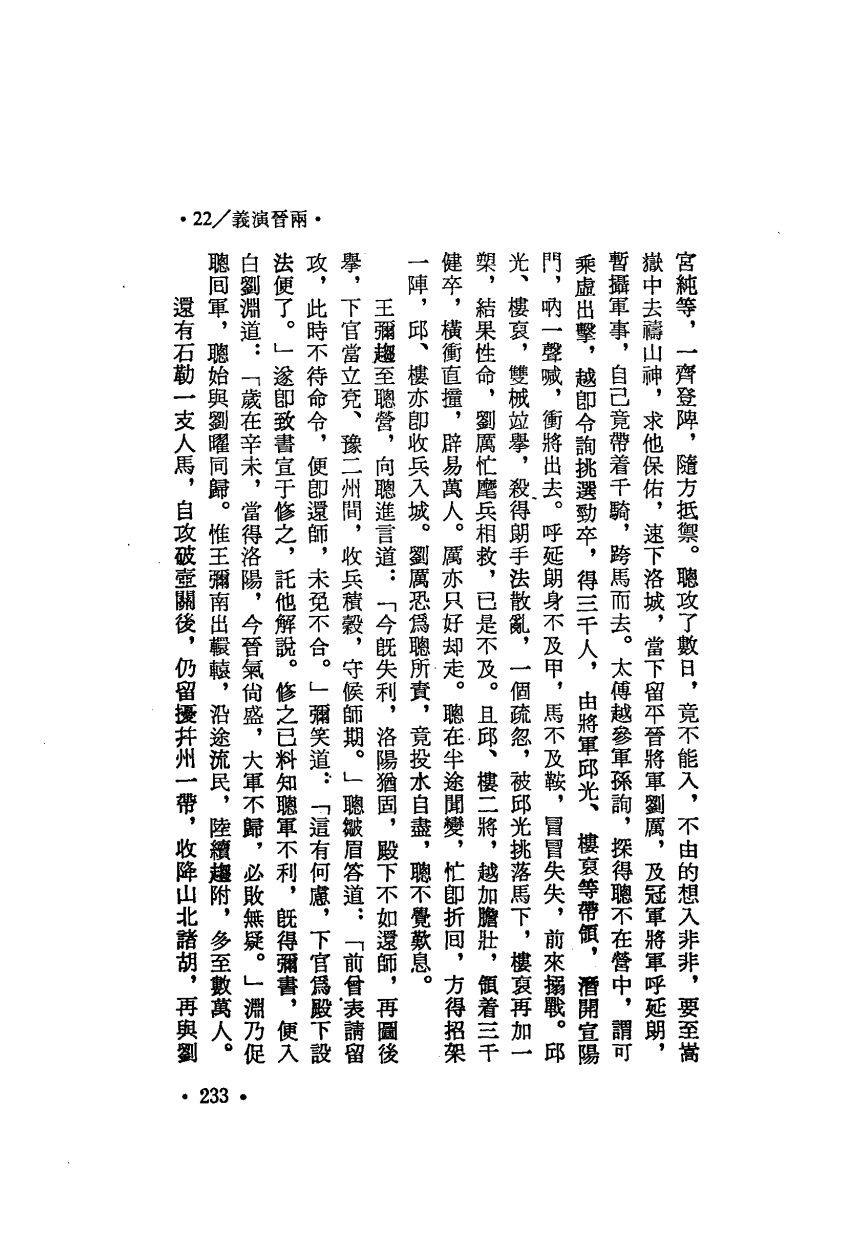 ·22/義演晉兩·
宮純等，一齊登陴，隨方抵禦。聰攻了數日，竟不能入，不由的想入非非，要至嵩
嶽中去禱山神，求他保佑，速下洛城，當下留平晉將軍劉厲，及冠軍將軍呼延朗，
暫攝軍事，自己竟帶着千騎，跨馬而去。太傅越參軍孫詢，探得聰不在營中，謂可
乘虛出擊，越卽令詢挑選勁卒，得三千人，由將軍邱光、樓裒等帶領，潛開宣陽
門，吶一聲喊，衝將出去。呼延朗身不及甲，馬不及鞍，冒冒失失，前來搦戰。邱
光、樓裒，雙械竝擧，殺得朗手法散亂，一個疏忽，被邱光挑落馬下，樓裒再加一
槊，結果性命，劉厲忙麾兵相救，已是不及。且邱、樓二將，越加膽壯，領着三千
健卒，橫衝直撞，辟易萬人。厲亦只好却走。聰在半途聞變，忙卽折回，方得招架
一陣，邱、樓亦卽收兵入城。劉厲恐爲聰所責，竟投水自盡，聰不覺歎息。
王彌趨至聰營，向聰進言道：「今旣失利，洛陽猶固，殿下不如還師，再圖後
擧，下官當立兗、豫二州間，收兵積穀，守候師期。」聰皺眉答道：「前曾表請留
攻，此時不待命令，便卽還師，未免不合。」彌笑道：「這有何慮，下官爲殿下設
法便了。」遂卽致書宣于修之，託他解說。修之已料知聰軍不利，旣得彌書，便入
白劉淵道：「歲在辛未，當得洛陽，今晉氣尙盛，大軍不歸，必敗無疑。」淵乃促
聰回軍，聰始與劉曜同歸。惟王彌南出轘轅，沿途流民，陸續趨附，多至數萬人。
還有石勒一支人馬，自攻破壺關後，仍留擾幷州一帶，收降山北諸胡，再與劉
·233·